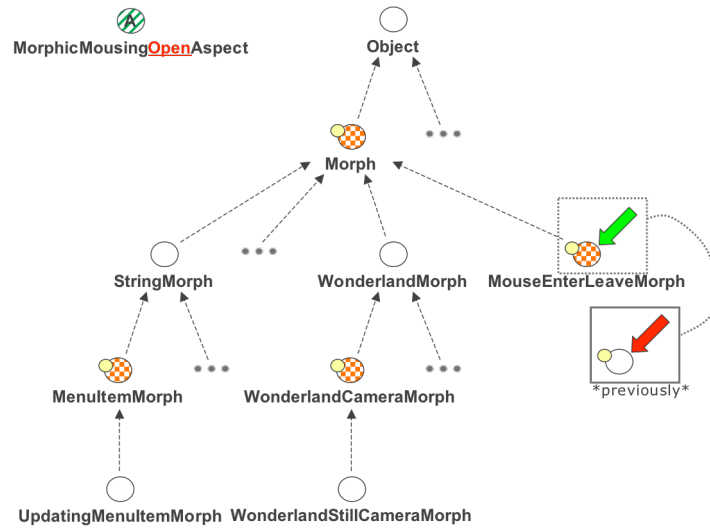 A
MorphicMousingOpenAspect
Object
Morph
StringMorph
WonderlandMorph
MouseEnterLeaveMorph
MenuItemMorph
WonderlandCameraMorph
*previously*
UpdatingMenuItemMorph
WonderlandStillCameraMorph